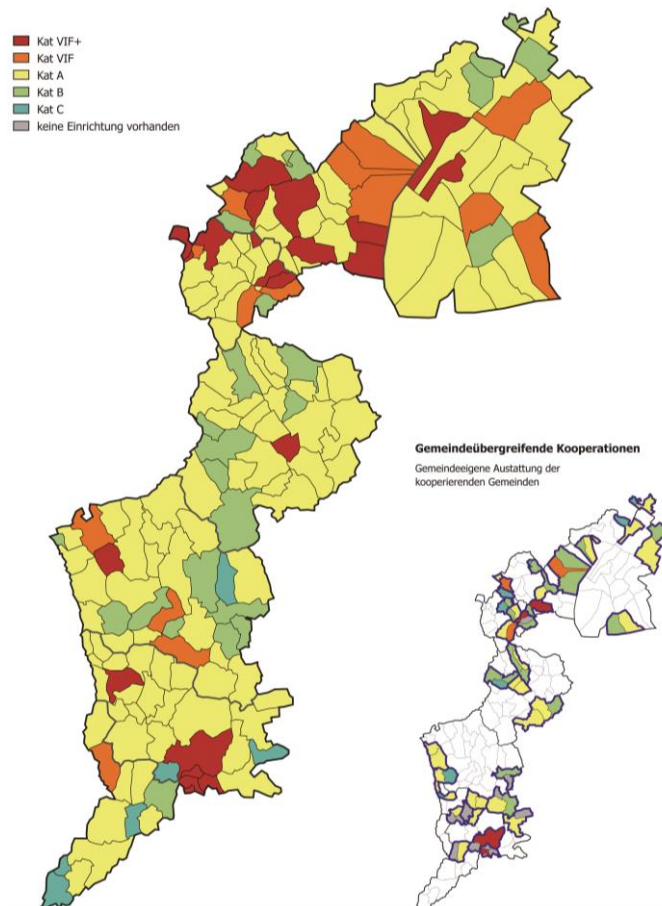 Kat VIF+
Kat VIF
Kat A
Kat B
Kat C
keine Einrichtung vorhanden
Gemeindeübergreifende Kooperationen
Gemeindeeigene Austattung der
kooperierenden Gemeinden